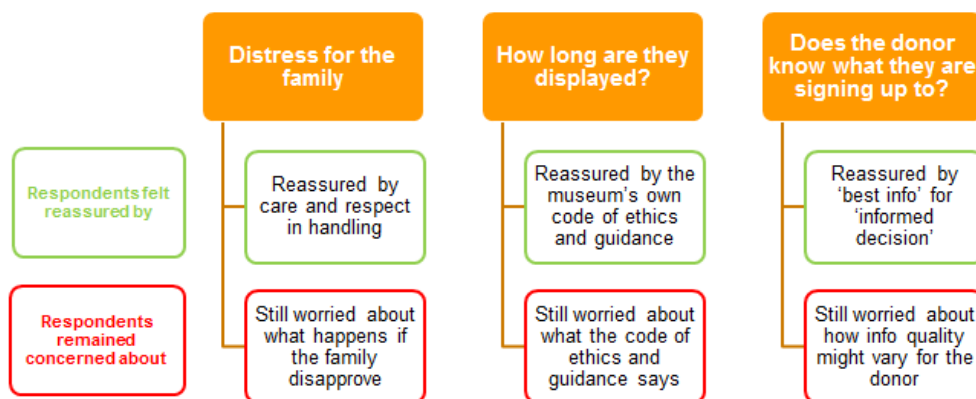 Distress for the
family
How long are they
displayed?
Does the donor
know what they are
signing up to?
Respondents felt
reassured by
Reassured by
care and respect
in handling
Reassured by the
museum's own
code of ethics
and guidance
Reassured by
‘best info’ for
‘informed
decision’
Respondents
remained
concerned about
Still worried about
what happens if
the family
disapprove
Still worried about
what the code of
ethics and
guidance says
Still worried about
how info quality
might vary for the
donor